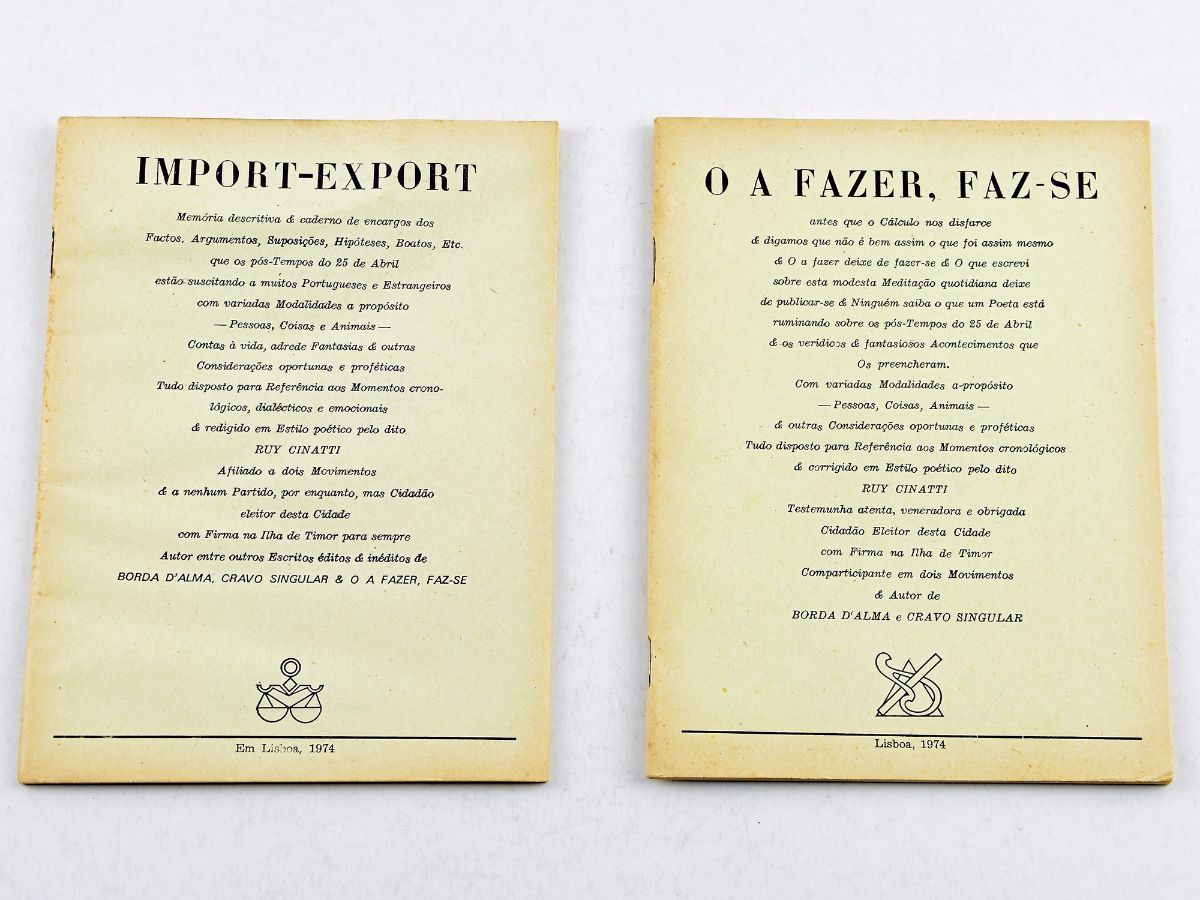 IMPORT-EXPORT
Memória descritiva & caderno de encargos dos
Factos, Argumentos, Suposições, Hipóteses, Boatos, Etc.
que os pós-Tempos do 25 de Abril
estão suscitando a muitos Portugueses e Estrangeiros
com variadas Modalidades a propósito
— Pessoas, Coisas e Animais —
Contas à vida, adrede Fantasias & outras
Considerações oportunas e proféticas
Tudo disposto para Referência aos Momentos crono-
lógicos, dialécticos e emocionais
& redigido em Estilo poético pelo dito
RUY CINATTI
Afiliado a dois Movimentos
& a nenhum Partido, por enquanto, mas Cidadão
eleitor desta Cidade
com Firma na Ilha de Timor para sempre
Autor entre outros Escritos éditos & inéditos de
BORDA D'ALMA, CRAVO SINGULAR & O A FAZER, FAZ-SE
Em Lisboa, 1974
O A FAZER, FAZ-SE
antes que o Cálculo nos disfarce
& digamos que não é bem assim o que foi assim mesmo
& O a fazer deixe de fazer-se & O que escrevi
sobre esta modesta Meditação quotidiana deixe
de publicar-se & Ninguém saiba o que um Poeta está
ruminando sobre os pós-Tempos do 25 de Abril
& os verídicos & fantasiosos Acontecimentos que
Os preencheram.
Com variadas Modalidades a-propósito
— Pessoas, Coisas, Animais —
& outras Considerações oportunas e proféticas
Tudo disposto para Referência aos Momentos cronológicos
& corrigido em Estilo poético pelo dito
RUY CINATTI
Testemunha atenta, veneradora e obrigada
Cidadão Eleitor desta Cidade
com Firma na Ilha de Timor
Comparticipante em dois Movimentos
& Autor de
BORDA D'ALMA e CRAVO SINGULAR
Lisboa, 1974